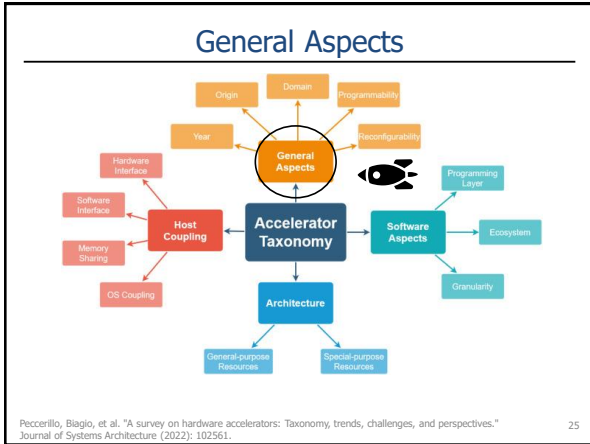 General Aspects
Domain
Origin
Programmability
Year
Reconfigurability
General
Aspects
Hardware
Interface
Software
Interface
Memory
Sharing
OS Coupling
Host
Coupling
Accelerator
Taxonomy
Software
Aspects
Programming
Layer
Ecosystem
Granularity
Architecture
General-purpose
Resources
Special-purpose
Resources
Peccerillo, Biagio, et al. "A survey on hardware accelerators: Taxonomy, trends, challenges, and perspectives."
Journal of Systems Architecture (2022): 102561.
25